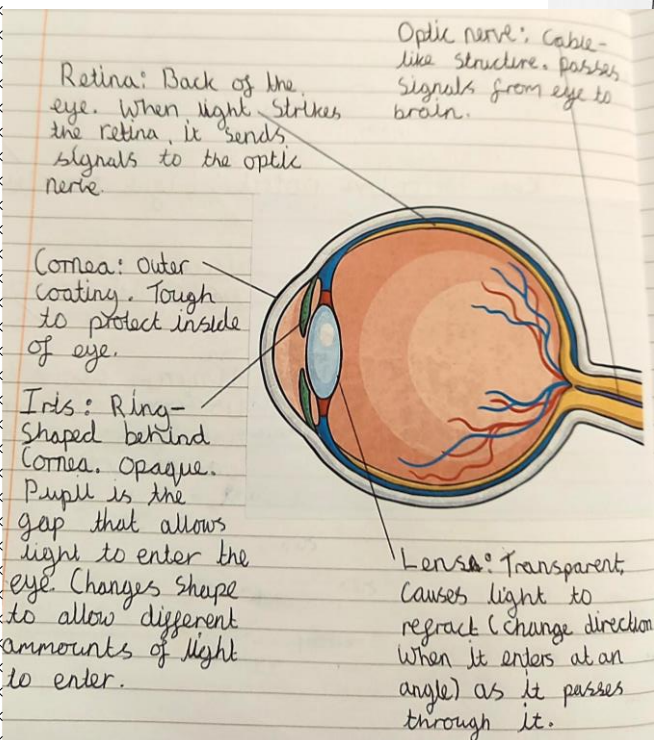 Optic nerve: Cable-
like structure. passes
signals from eye to
brain.
Retina: Back of the
eye. When light strikes
the retina, it sends
signals to the optic
nerve.
Cornea: outer
coating. Tough
to protect inside
of eye.
Iris: Ring-
shaped behind
Cornea. Opaque.
Pupil is the
gap that allows
light to enter the
eye. Changes shape
to allow different
ammounts of light
to enter.
Lens: Transparent,
causes light to
refract (change direction
when it enters at an
angle) as it passes
through it.